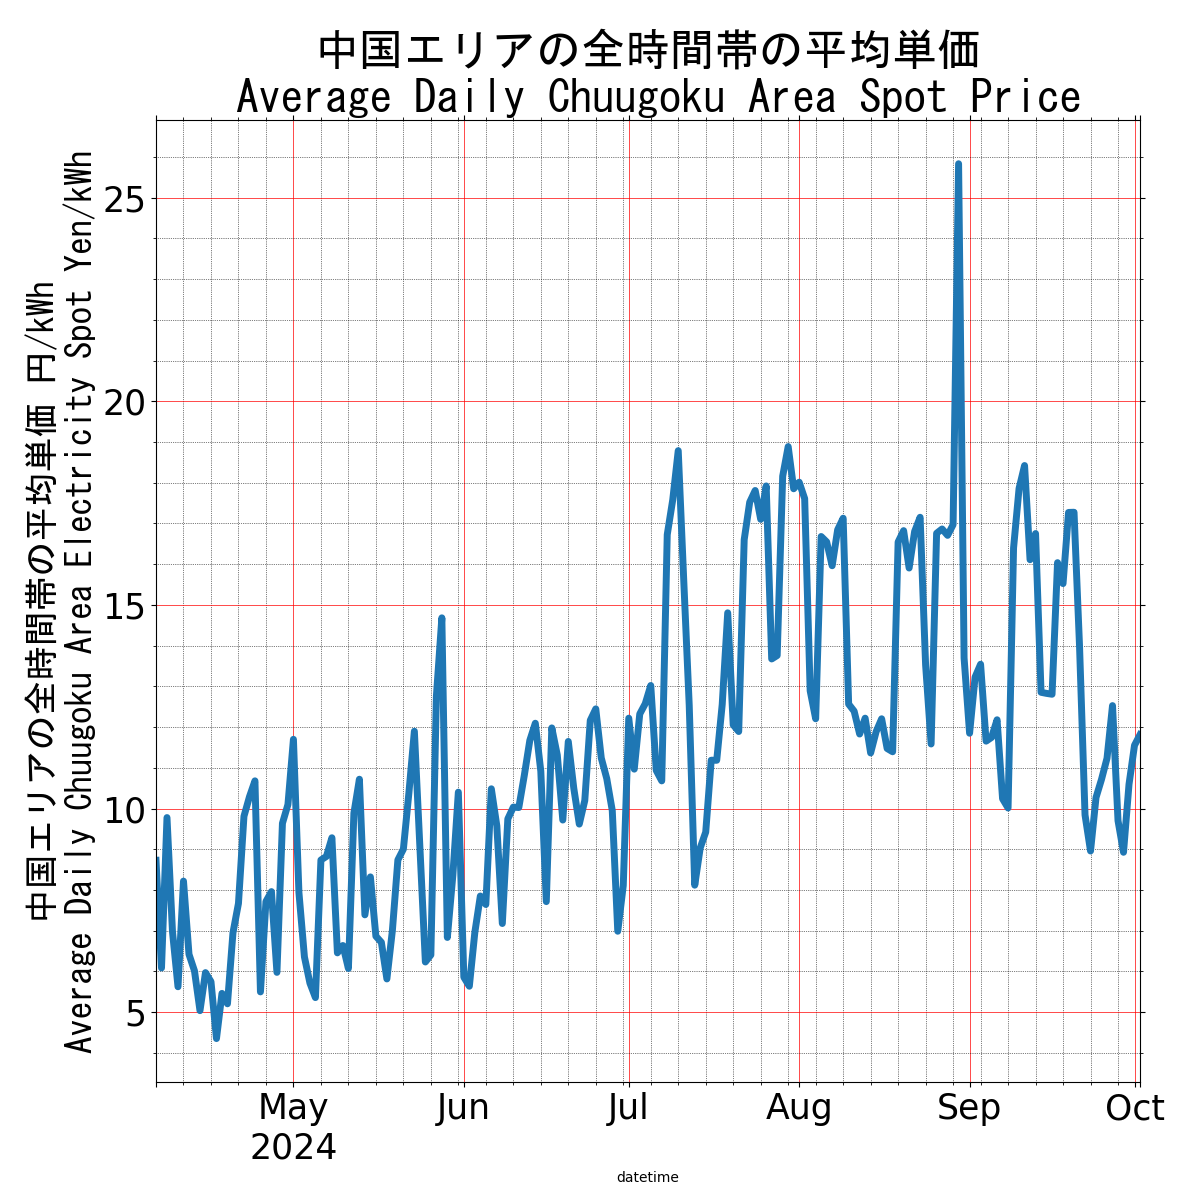 中国エリアの全時間帯の平均単価
Average Daily Chuugoku Area Spot Price
中国エリアの全時間帯の平均単価 円/kWh
Average Daily Chuugoku Area Electricity Spot Yen/kWh
25
20
15
10
5
May
2024
Jun
Jul
Aug
Sep
Oct
datetime